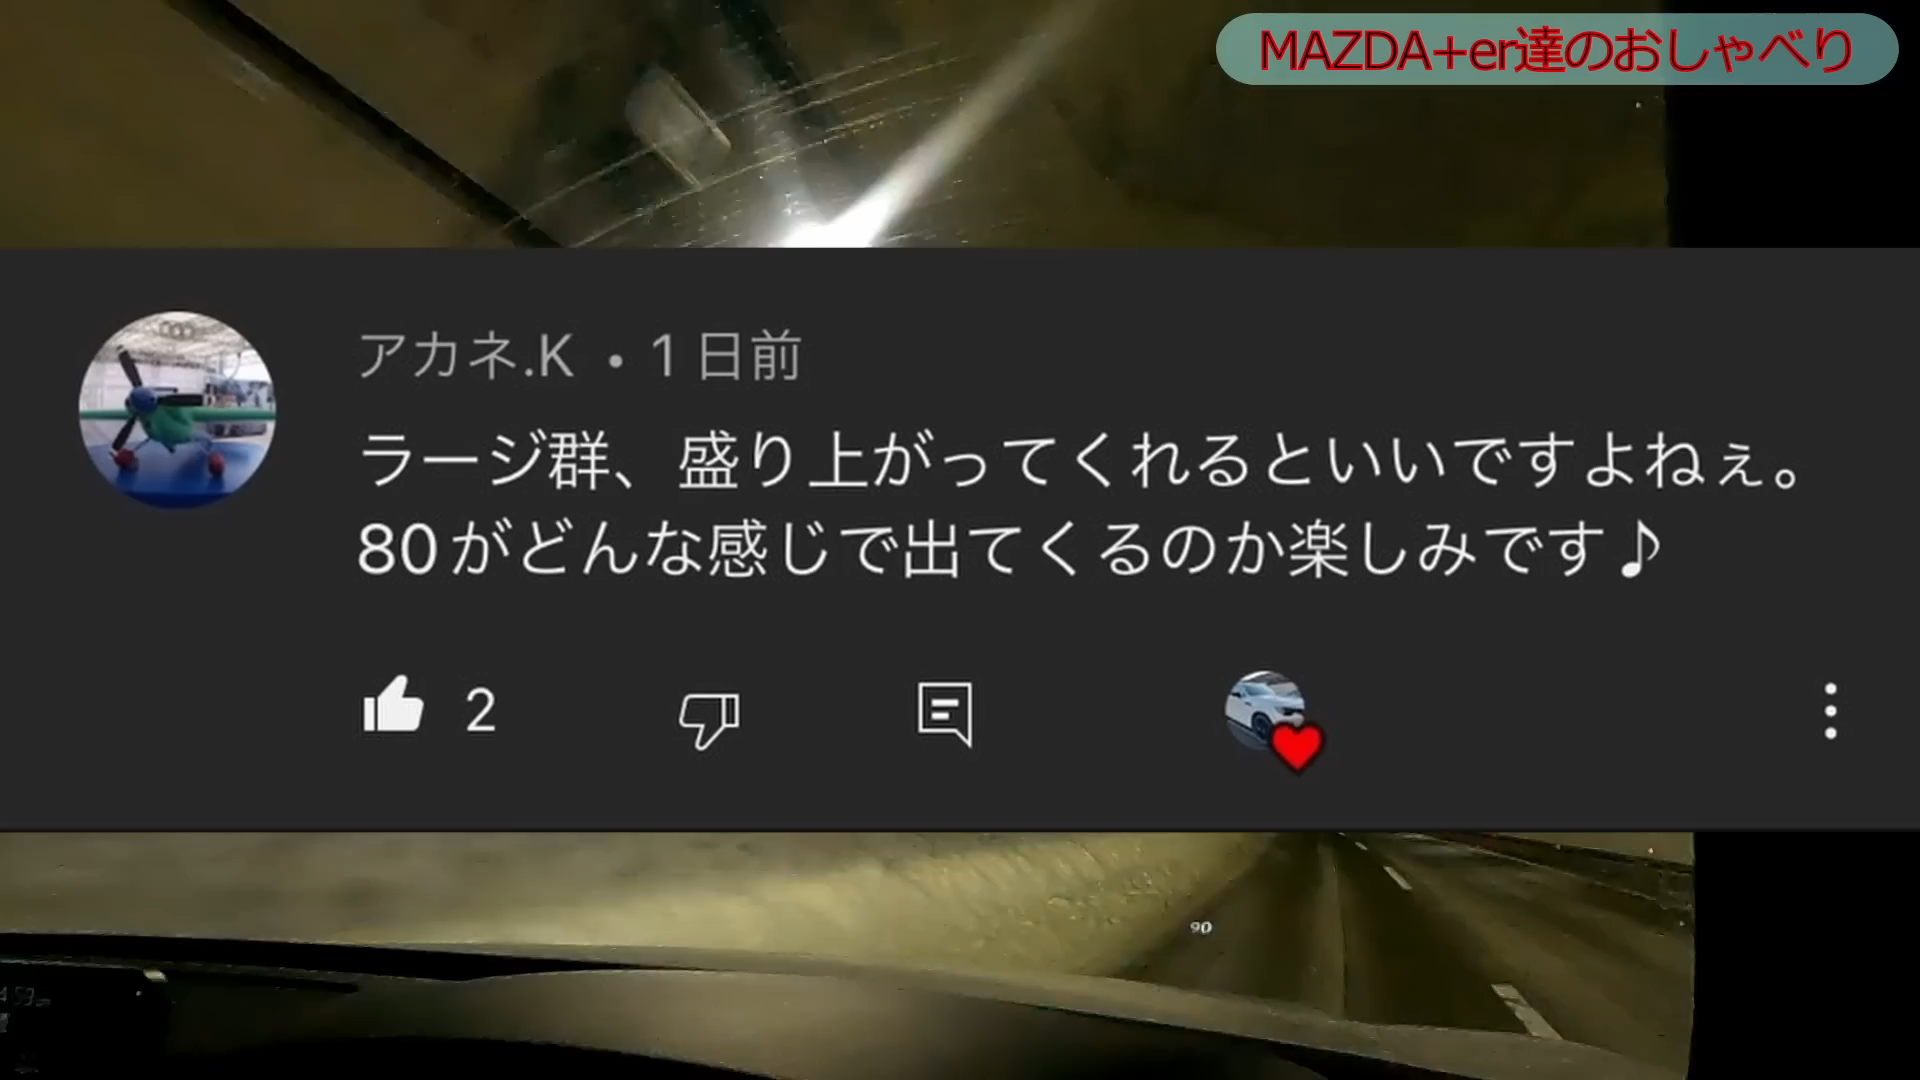 MAZDA+er達のおしゃべり
アカネ.K・1日前
ラージ群、盛り上がってくれるといいですよねぇ。
80がどんな感じで出てくるのか楽しみです♪
2
90